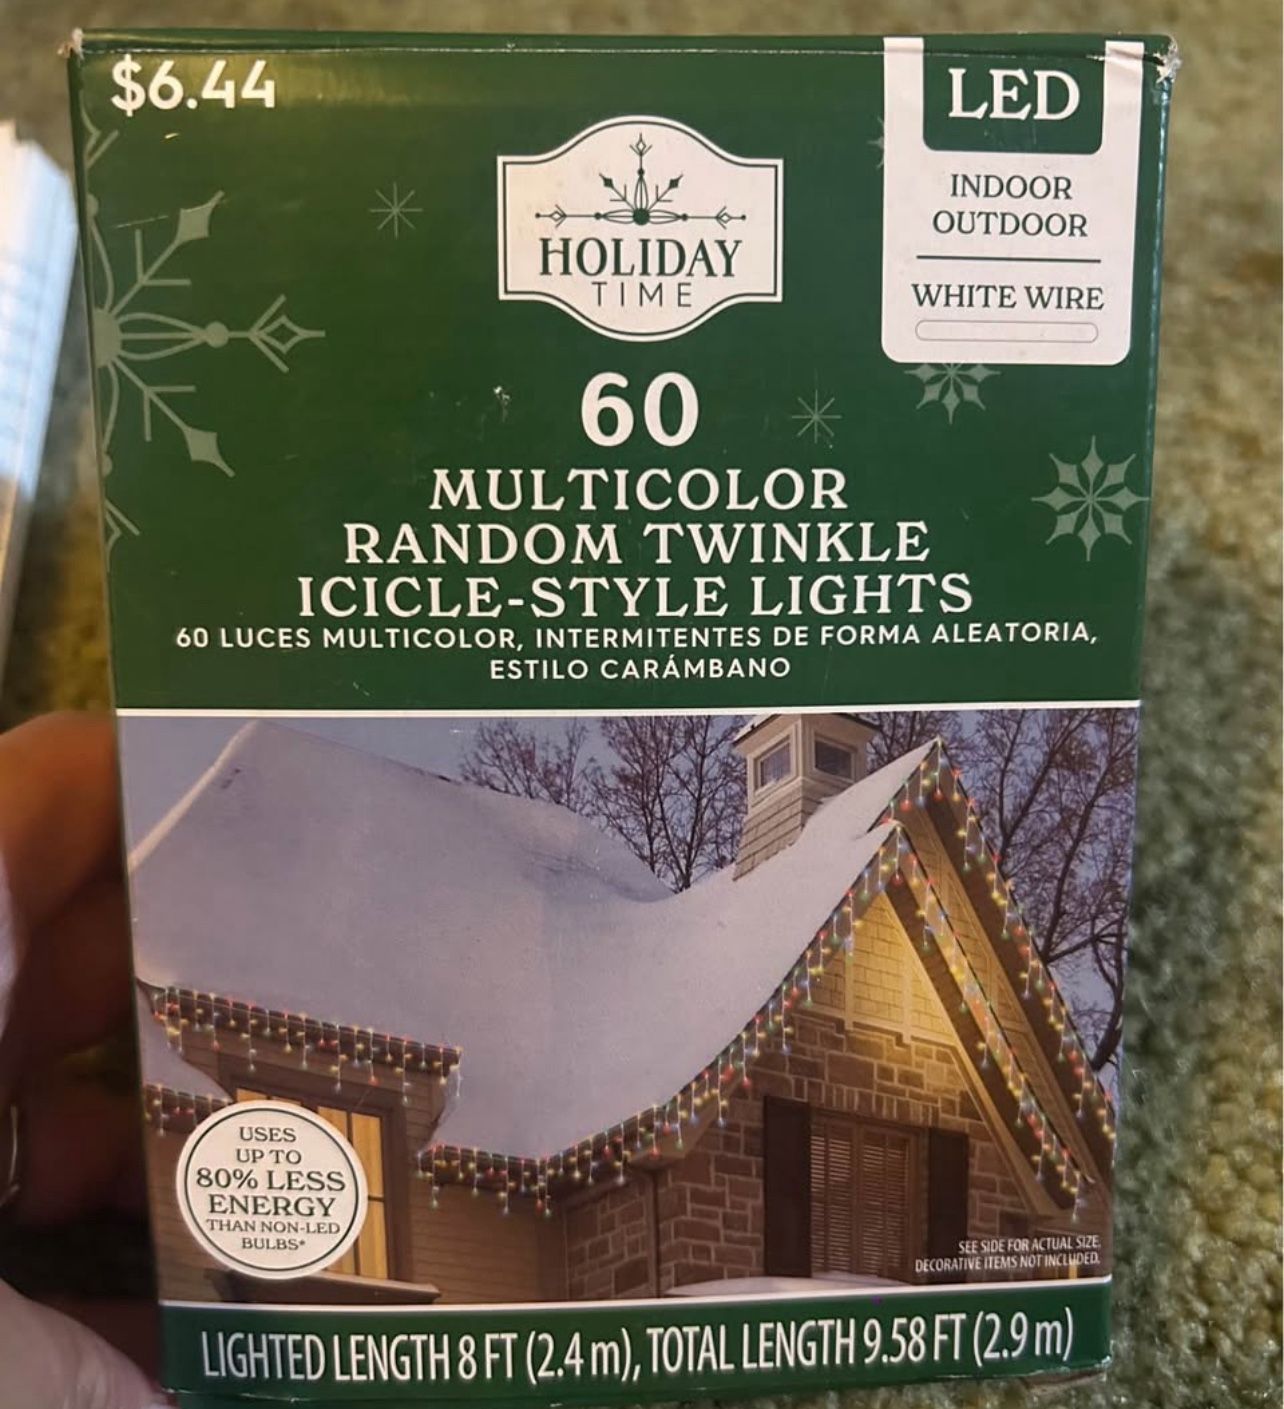 $6.44
LED
INDOOR
OUTDOOR
WHITE WIRE
HOLIDAY
TIME
60
MULTICOLOR
RANDOM TWINKLE
ICICLE-STYLE LIGHTS
60 LUCES MULTICOLOR, INTERMITENTES DE FORMA ALEATORIA,
ESTILO CARÁMBANO
USES
UP TO
80% LESS
ENERGY
THAN NON-LED
BULBS*
SEE SIDE FOR ACTUAL SIZE.
DECORATIVE ITEMS NOT INCLUDED.
LIGHTED LENGTH 8 FT (2.4 m), TOTAL LENGTH 9.58 FT (2.9 m)